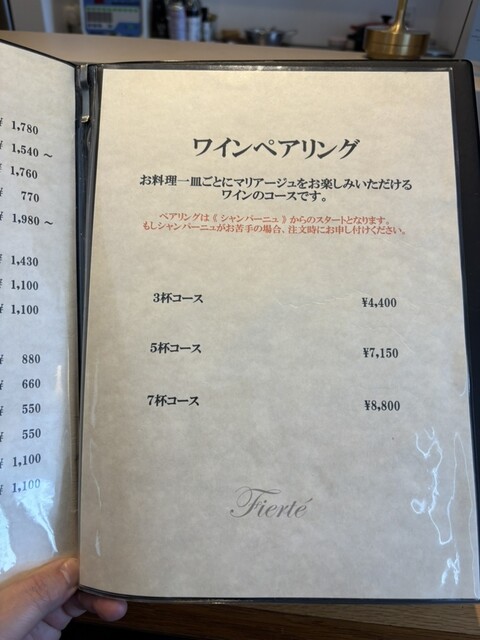 ¥ 1,780
¥ 1,540 ～
¥ 1,760
¥ 770
¥ 1,980 ～
¥ 1,430
¥ 1,100
¥ 1,100
¥ 880
¥ 660
¥ 550
¥ 550
¥ 1,100
¥ 1,100
ワインペアリング
お料理一皿ごとにマリアージュをお楽しみいただける
ワインのコースです。
ペアリングは《 シャンパーニュ 》からのスタートとなります。
もしシャンパーニュがお苦手の場合、注文時にお申し付けください。
3杯コース ¥4,400
5杯コース ¥7,150
7杯コース ¥8,800
Fierté